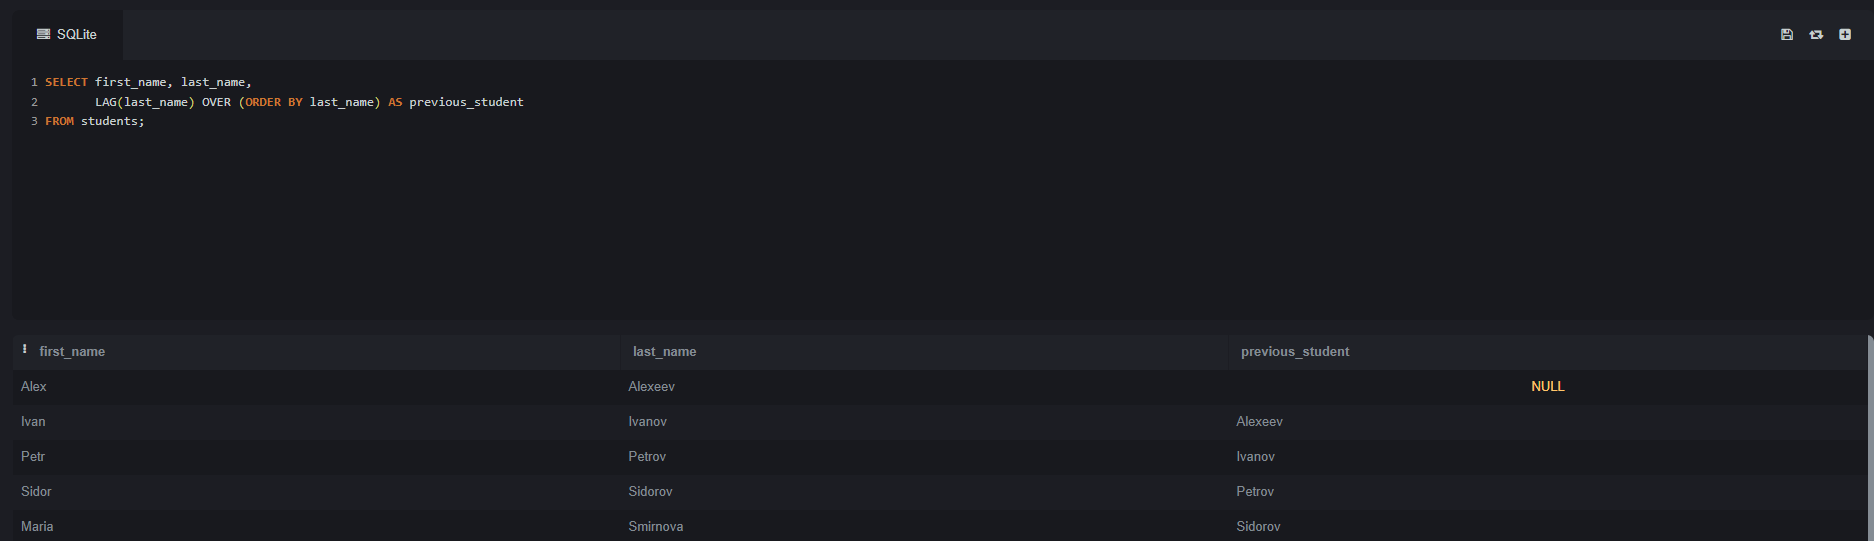 SQLite
1 SELECT first_name, last_name,
2 LAG(last_name) OVER (ORDER BY last_name) AS previous_student
3 FROM students;
first_name last_name previous_student
Alex Alexeev NULL
Ivan Ivanov Alexeev
Petr Petrov Ivanov
Sidor Sidorov Petrov
Maria Smirnova Sidorov